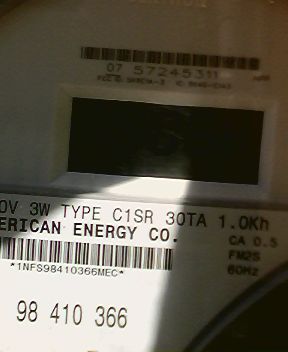 07 57245311
0V 3W TYPE C1SR 30TA 1.0Kh
ERICAN ENERGY CO.
CA 0.5
FM2S
60Hz
*1NFS98410366MEC*
98 410 366